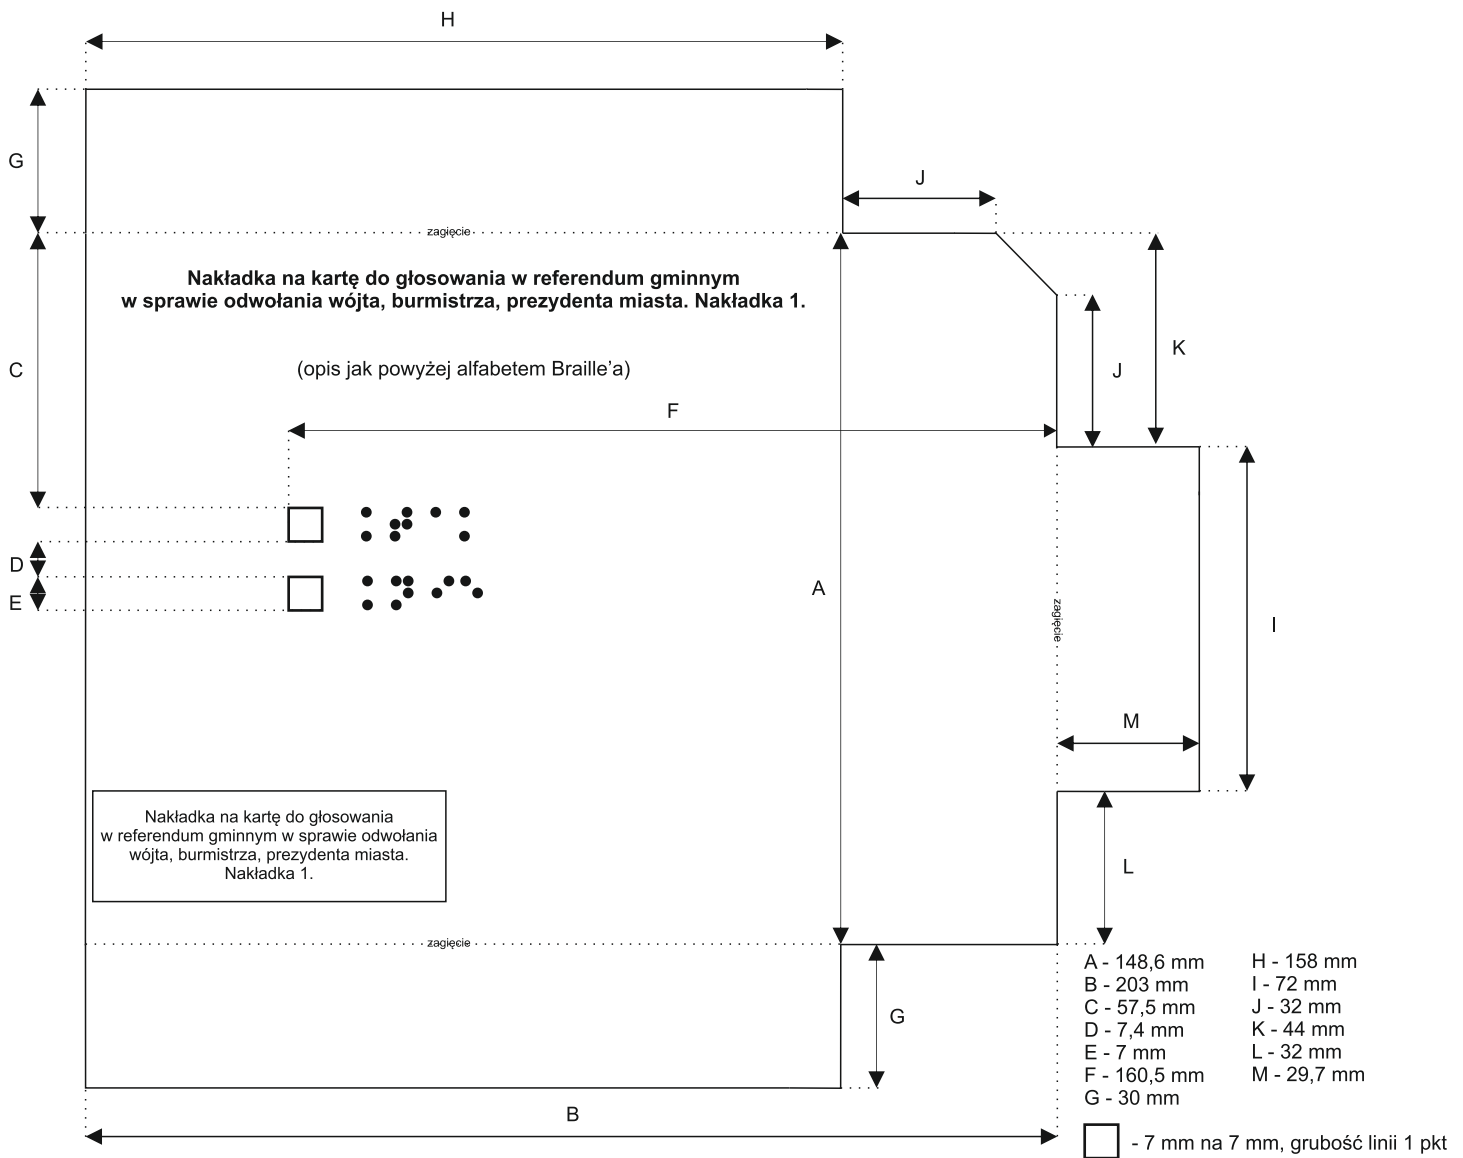 H
G
J
zagięcie
Nakładka na kartę do głosowania w referendum gminnym
w sprawie odwołania wójta, burmistrza, prezydenta miasta. Nakładka 1.
K
C
(opis jak powyżej alfabetem Braille’a)
J
F
D
A
E
zagięcie
I
M
Nakładka na kartę do głosowania
w referendum gminnym w sprawie odwołania
wójta, burmistrza, prezydenta miasta.
Nakładka 1.
L
zagięcie
G
B
A - 148,6 mm
B - 203 mm
C - 57,5 mm
D - 7,4 mm
E - 7 mm
F - 160,5 mm
G - 30 mm
H - 158 mm
I - 72 mm
J - 32 mm
K - 44 mm
L - 32 mm
M - 29,7 mm
- 7 mm na 7 mm, grubość linii 1 pkt